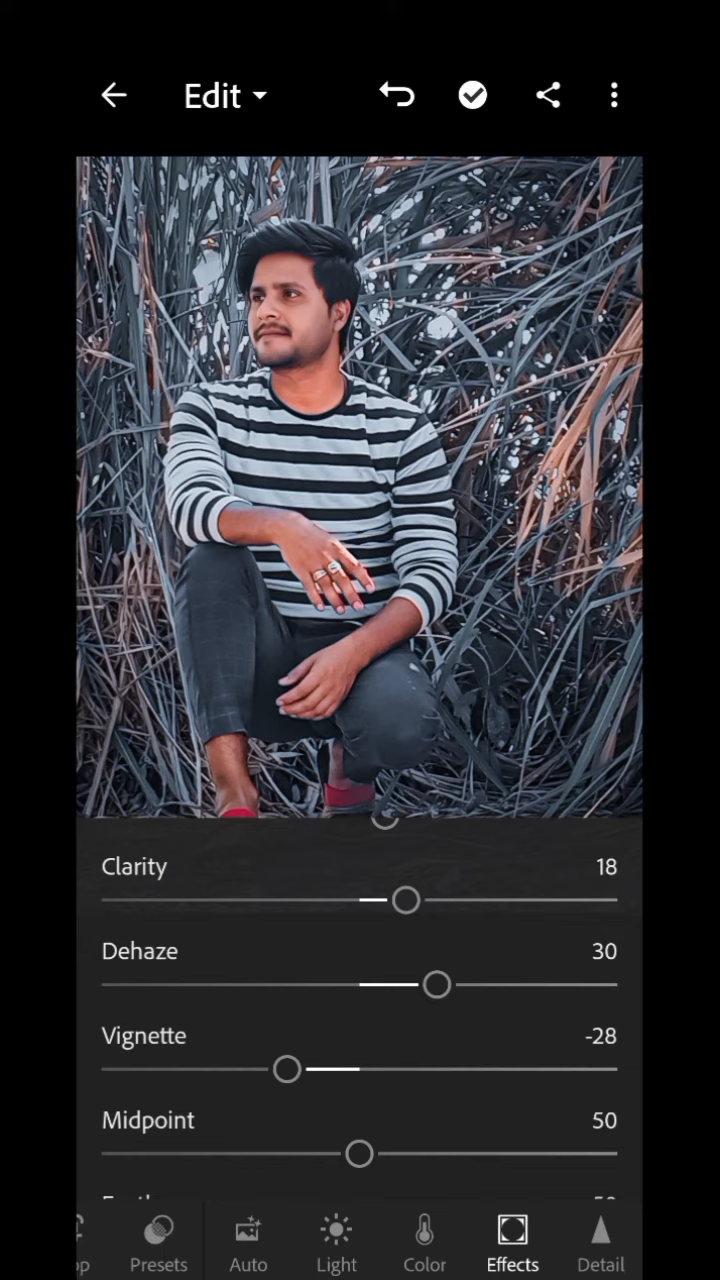 Edit
Clarity 18
Dehaze 30
Vignette -28
Midpoint 50
Presets Auto Light Color Effects Detail